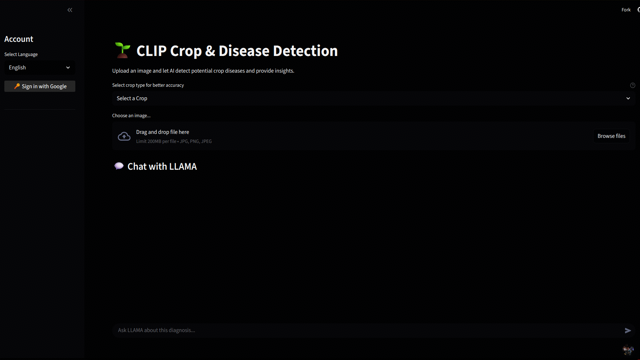 Fork
Account
Select Language
English
🔑 Sign in with Google
🌱 CLIP Crop & Disease Detection
Upload an image and let AI detect potential crop diseases and provide insights.
Select crop type for better accuracy
Select a Crop
Choose an image...
Drag and drop file here
Limit 200MB per file • JPG, PNG, JPEG
Browse files
💬 Chat with LLAMA
Ask LLAMA about this diagnosis...